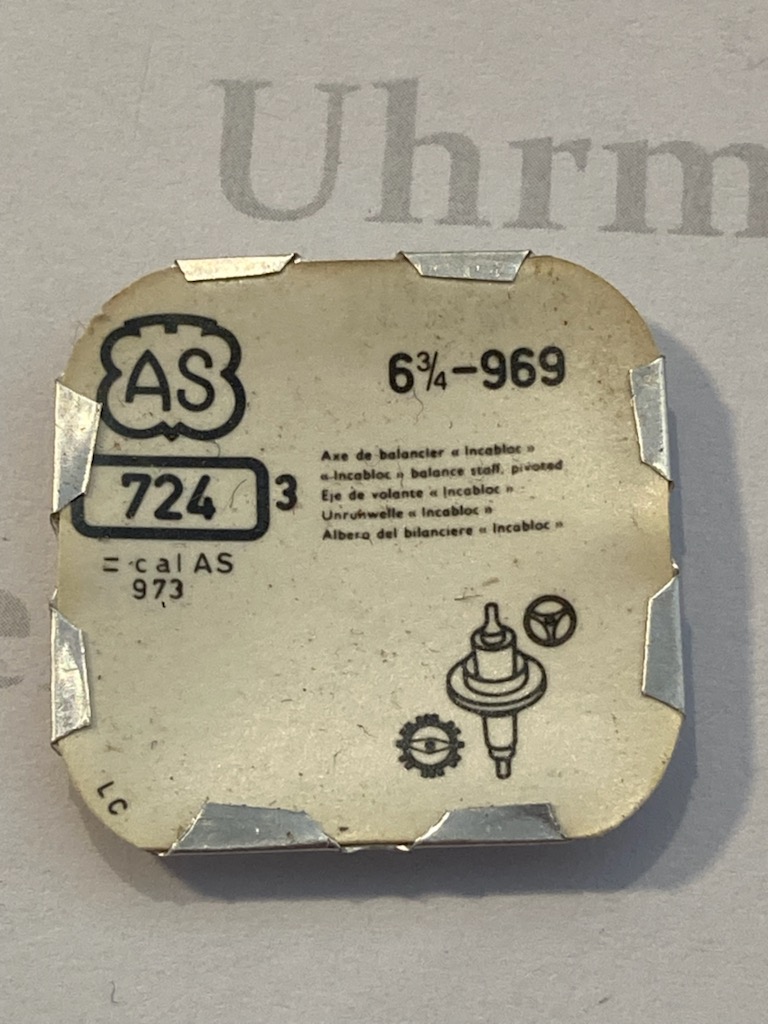 Uhrm
AS
6¾-969
724 3
= cal AS
973
Axe de balancier « Incabloc »
« Incabloc » balance staff, pivoted
Eje de volante « Incabloc »
Unruhwelle « Incabloc »
Albero del bilanciere « Incabloc »
LC
e